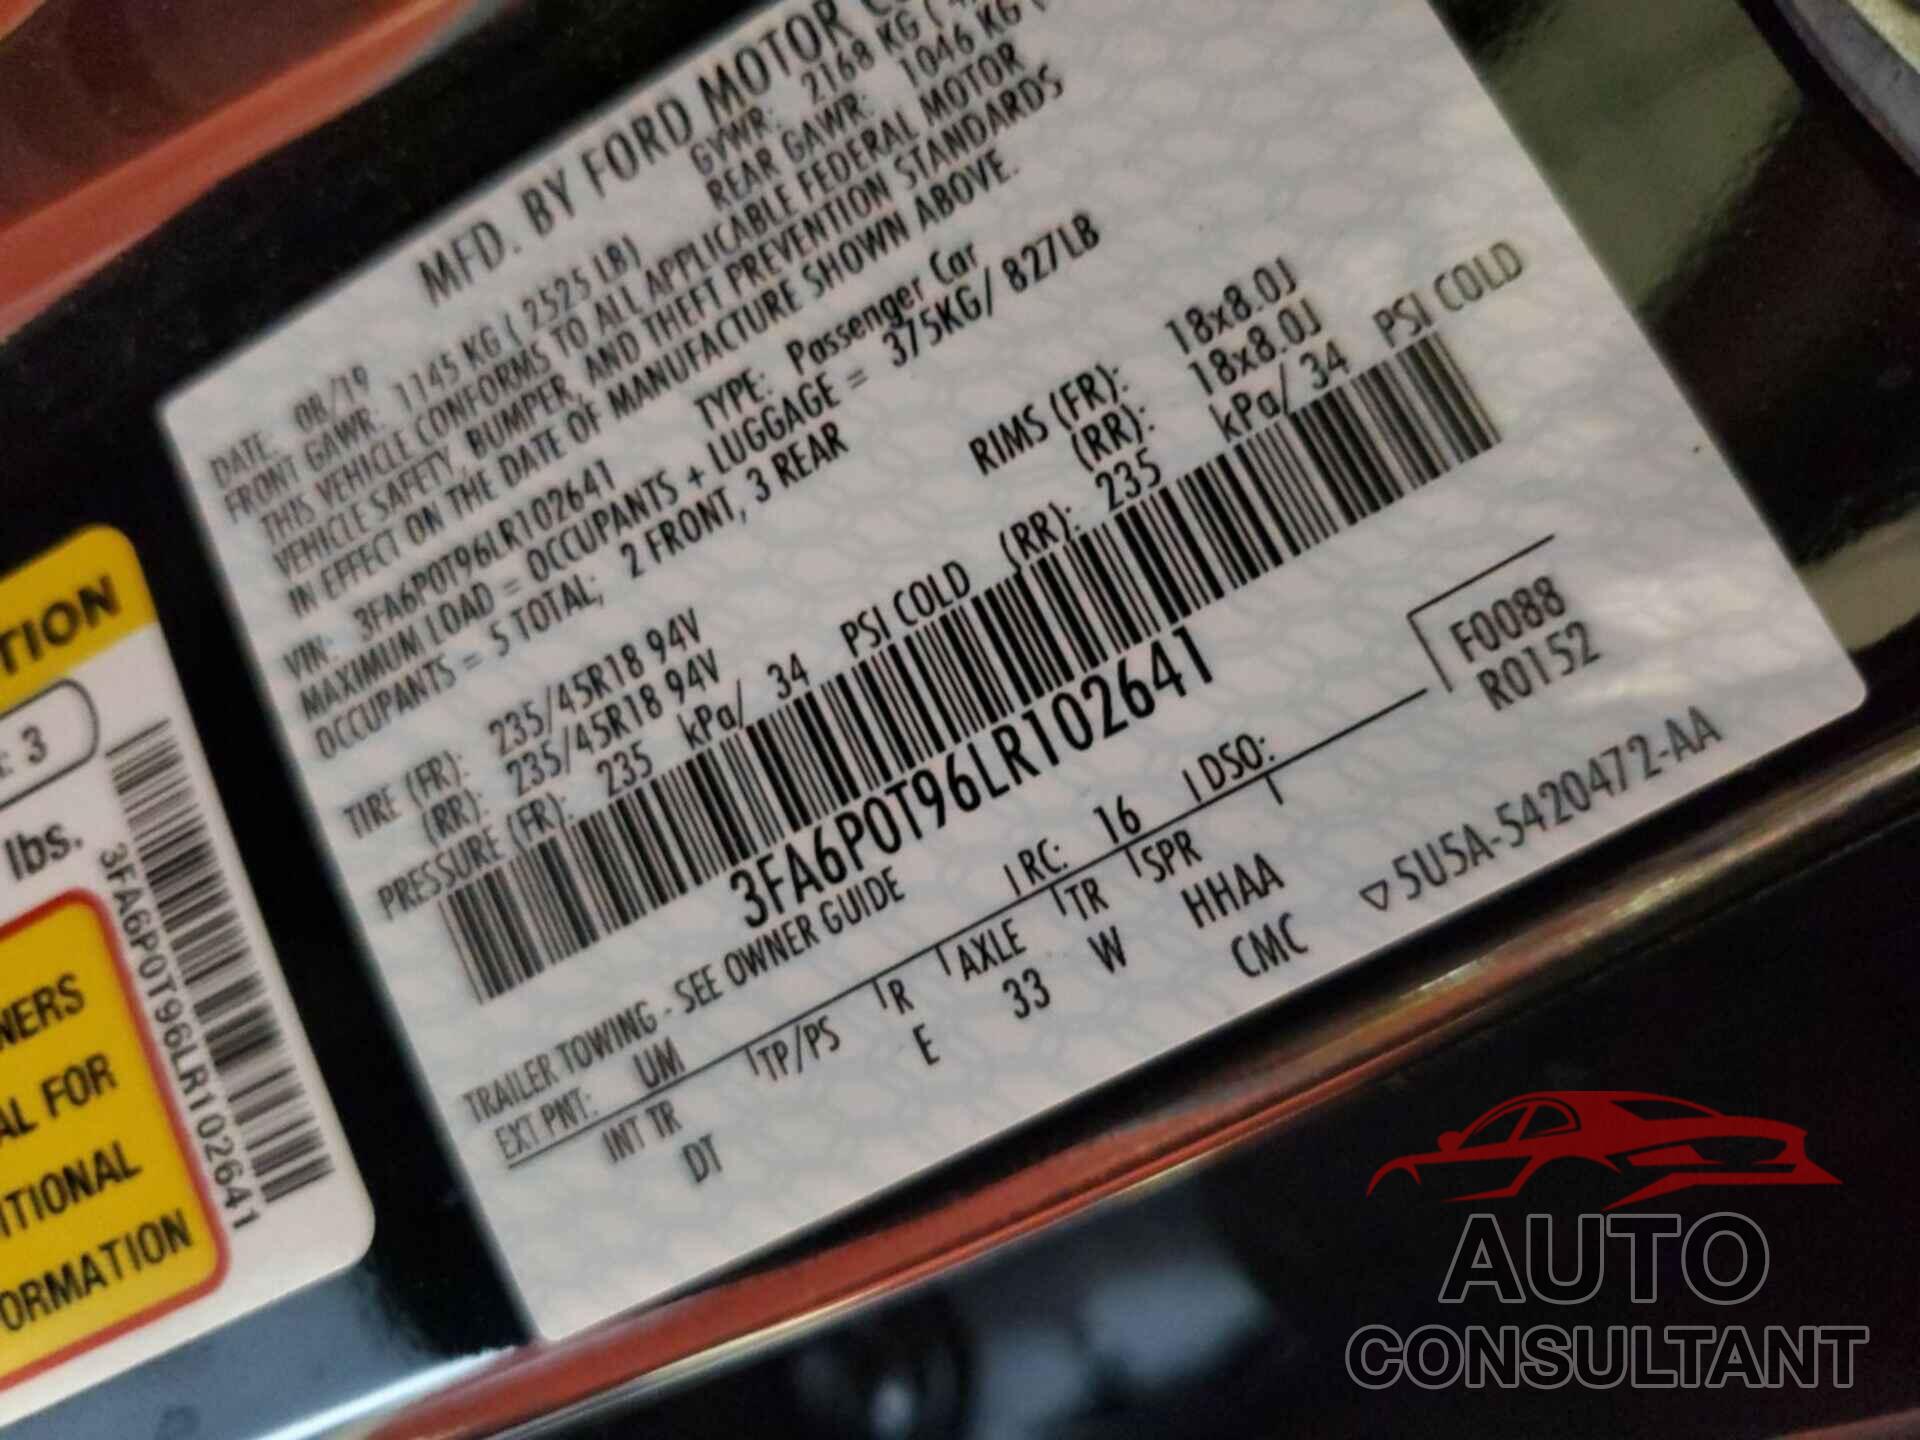 MFD. BY FORD MOTOR
DATE: 08/19 GVWR: 2168 KG (
FRONT GAWR: 1145 KG ( 2525 LB) REAR GAWR: 1046 KG (
THIS VEHICLE CONFORMS TO ALL APPLICABLE FEDERAL MOTOR
VEHICLE SAFETY, BUMPER, AND THEFT PREVENTION STANDARDS
IN EFFECT ON THE DATE OF MANUFACTURE SHOWN ABOVE.
VIN: 3FA6P0T96LR102641 TYPE: Passenger Car
MAXIMUM LOAD = OCCUPANTS + LUGGAGE = 375KG/ 827LB
OCCUPANTS = 5 TOTAL; 2 FRONT, 3 REAR
TIRE (FR): 235/45R18 94V RIMS (FR): 18x8.0J
(RR): 235/45R18 94V (RR): 18x8.0J
PRESSURE (FR): 235 kPa/ 34 PSI COLD (RR): 235 kPa/ 34 PSI COLD
3FA6P0T96LR102641
F0088
R0152
TRAILER TOWING - SEE OWNER GUIDE
EXT PNT: UM RC: 16 DSO:
INT TR TP/PS R AXLE TR SPR
DT E 33 W HHAA
CMC
▽5U5A-5420472-AA
TION
: 3
lbs.
3FA6P0T96LR102641
NERS
AL FOR
ITIONAL
ORMATION
AUTO
CONSULTANT